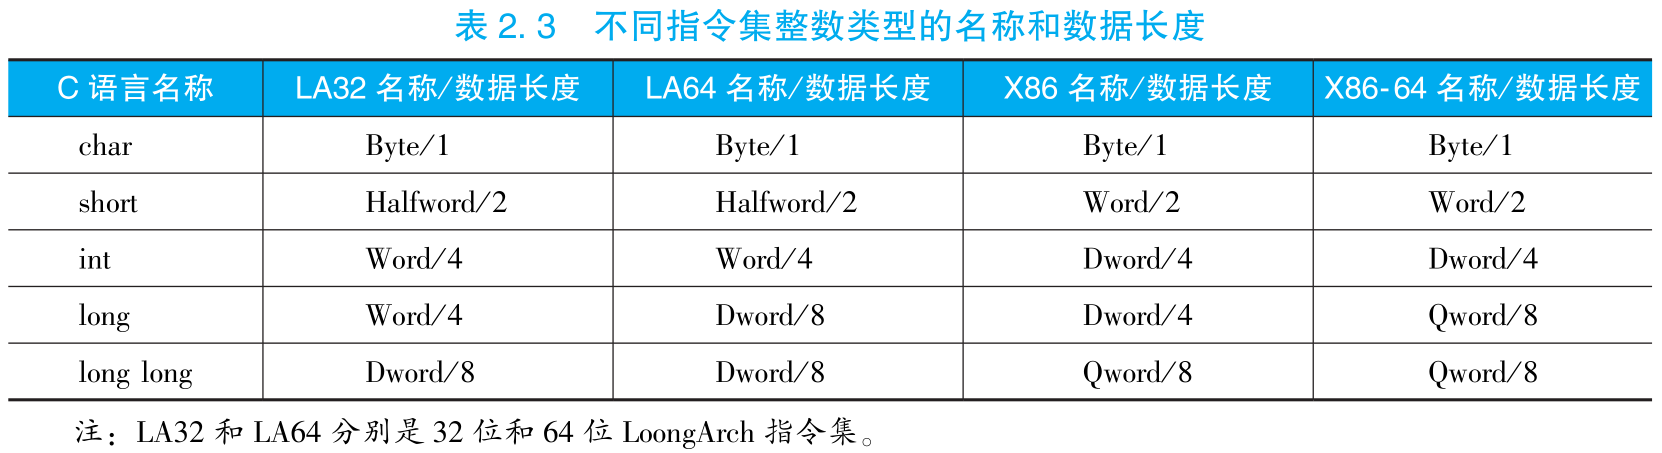 表 2.3 不同指令集整数类型的名称和数据长度
C 语言名称 LA32 名称/数据长度 LA64 名称/数据长度 X86 名称/数据长度 X86-64 名称/数据长度
char Byte/1 Byte/1 Byte/1 Byte/1
short Halfword/2 Halfword/2 Word/2 Word/2
int Word/4 Word/4 Dword/4 Dword/4
long Word/4 Dword/8 Dword/4 Qword/8
long long Dword/8 Dword/8 Qword/8 Qword/8
注：LA32 和 LA64 分别是 32 位和 64 位 LoongArch 指令集。